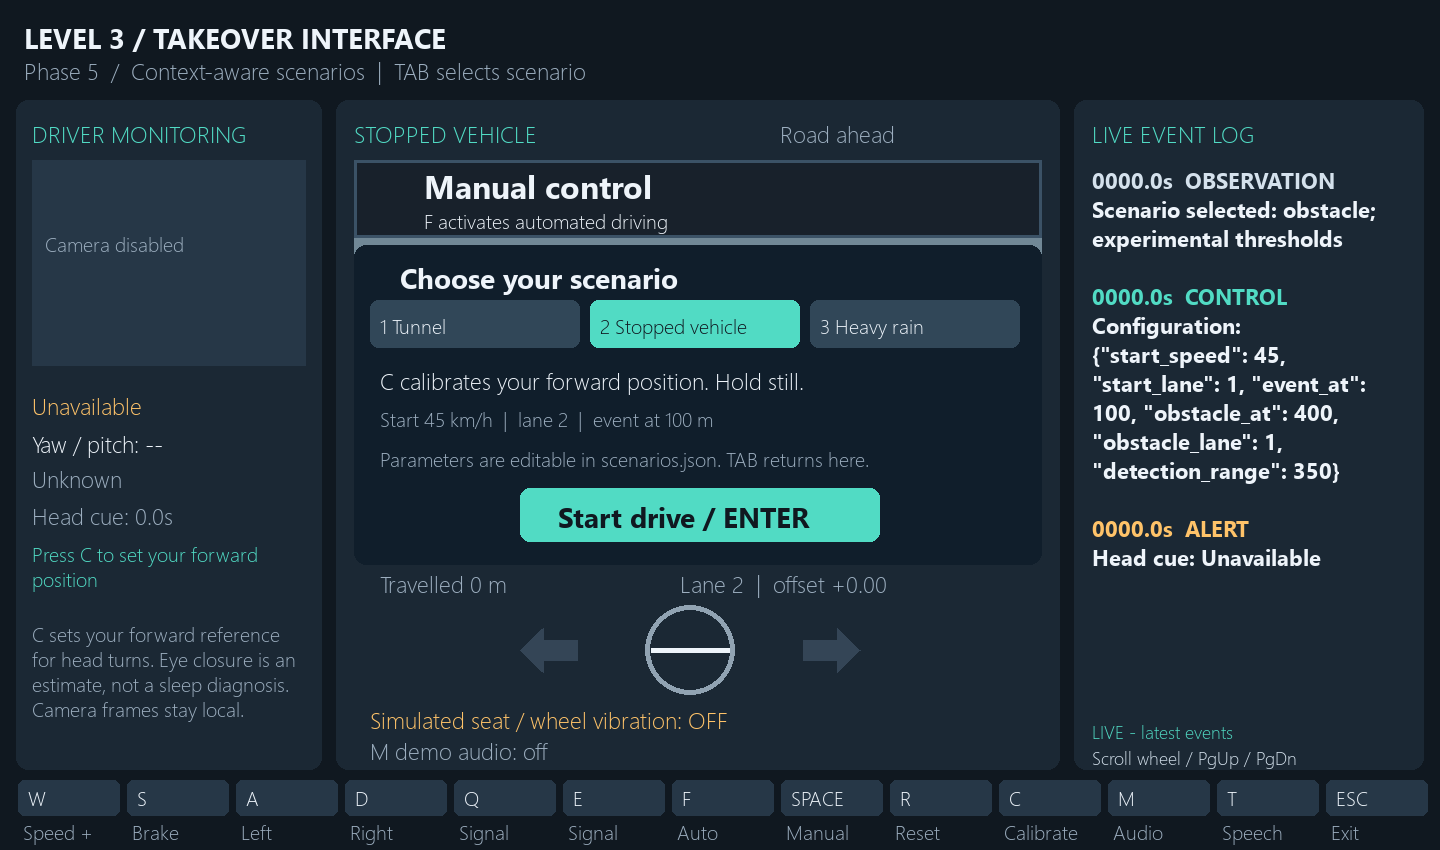 LEVEL 3 / TAKEOVER INTERFACE
Phase 5 / Context-aware scenarios | TAB selects scenario
DRIVER MONITORING
Camera disabled
Unavailable
Yaw / pitch: --
Unknown
Head cue: 0.0s
Press C to set your forward
position
C sets your forward reference
for head turns. Eye closure is an
estimate, not a sleep diagnosis.
Camera frames stay local.
STOPPED VEHICLE
Road ahead
Manual control
F activates automated driving
Choose your scenario
1 Tunnel
2 Stopped vehicle
3 Heavy rain
C calibrates your forward position. Hold still.
Start 45 km/h | lane 2 | event at 100 m
Parameters are editable in scenarios.json. TAB returns here.
Start drive / ENTER
Travelled 0 m
Lane 2 | offset +0.00
Simulated seat / wheel vibration: OFF
M demo audio: off
LIVE EVENT LOG
0000.0s OBSERVATION
Scenario selected: obstacle;
experimental thresholds
0000.0s CONTROL
Configuration:
{"start_speed": 45,
"start_lane": 1, "event_at":
100, "obstacle_at": 400,
"obstacle_lane": 1,
"detection_range": 350}
0000.0s ALERT
Head cue: Unavailable
LIVE - latest events
Scroll wheel / PgUp / PgDn
W S A D Q E F SPACE R C M T ESC
Speed + Brake Left Right Signal Signal Auto Manual Reset Calibrate Audio Speech Exit